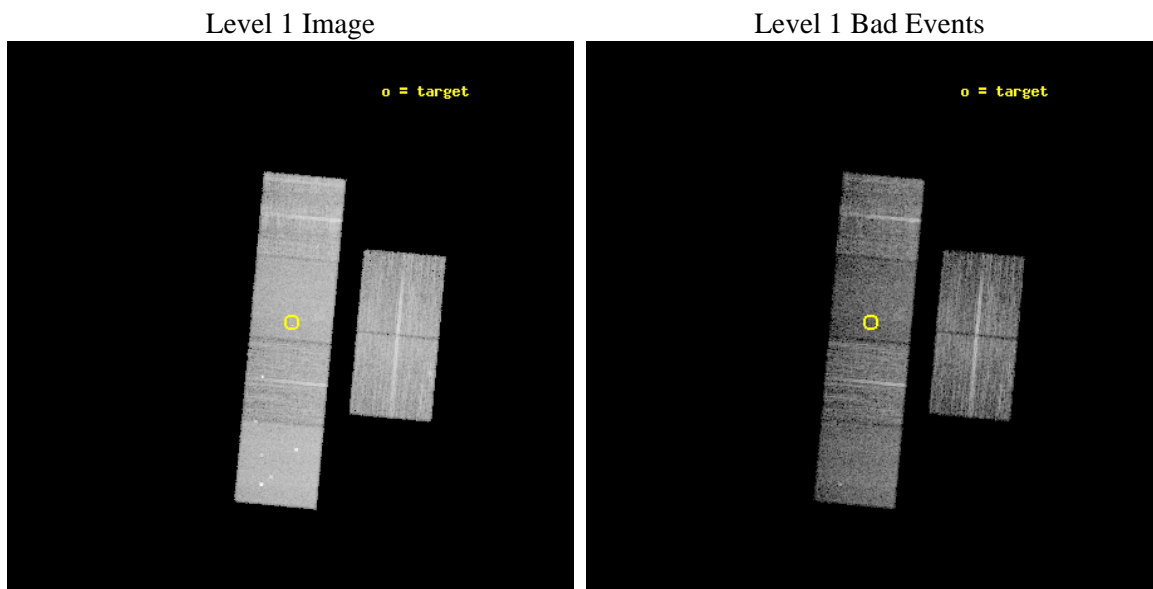 Level 1 Image
Level 1 Bad Events
o = target
o = target